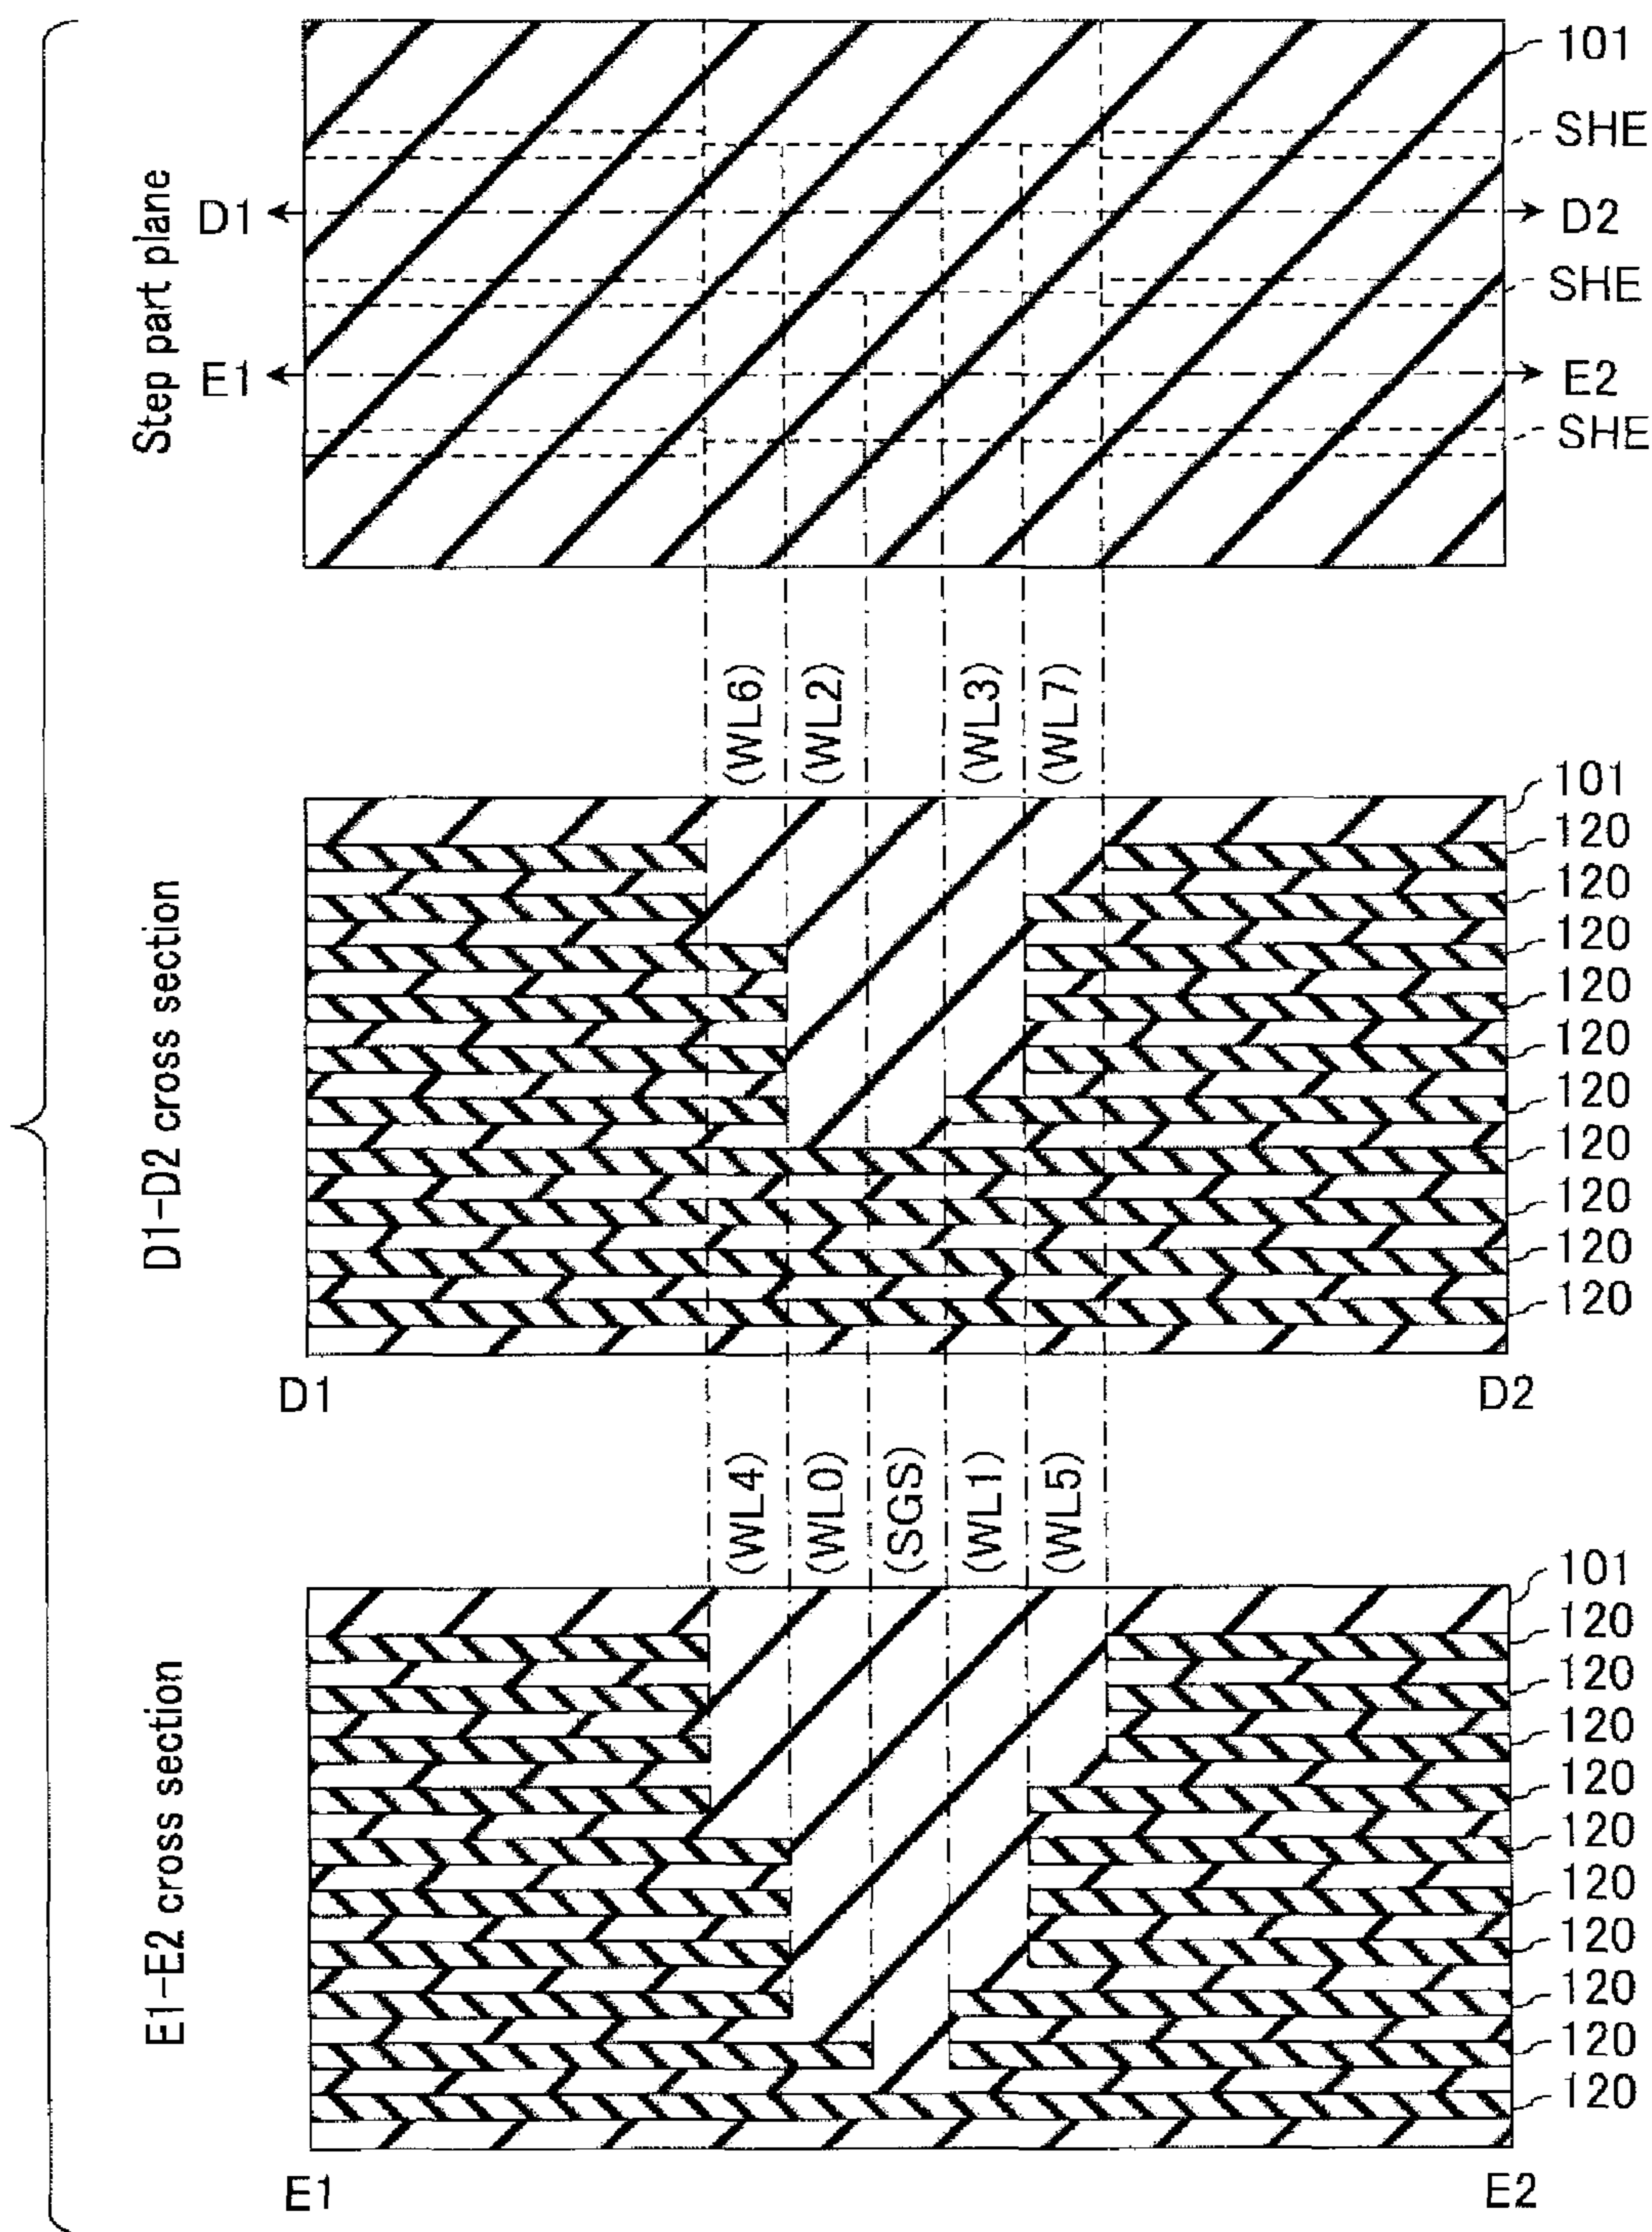 Step part plane
101
SHE
D1
D2
SHE
E1
E2
SHE
(WL6)
(WL2)
(WL3)
(WL7)
D1-D2 cross section
101
120
120
120
120
120
120
120
120
120
120
D1
D2
(WL4)
(WL0)
(SGS)
(WL1)
(WL5)
E1-E2 cross section
101
120
120
120
120
120
120
120
120
120
120
E1
E2